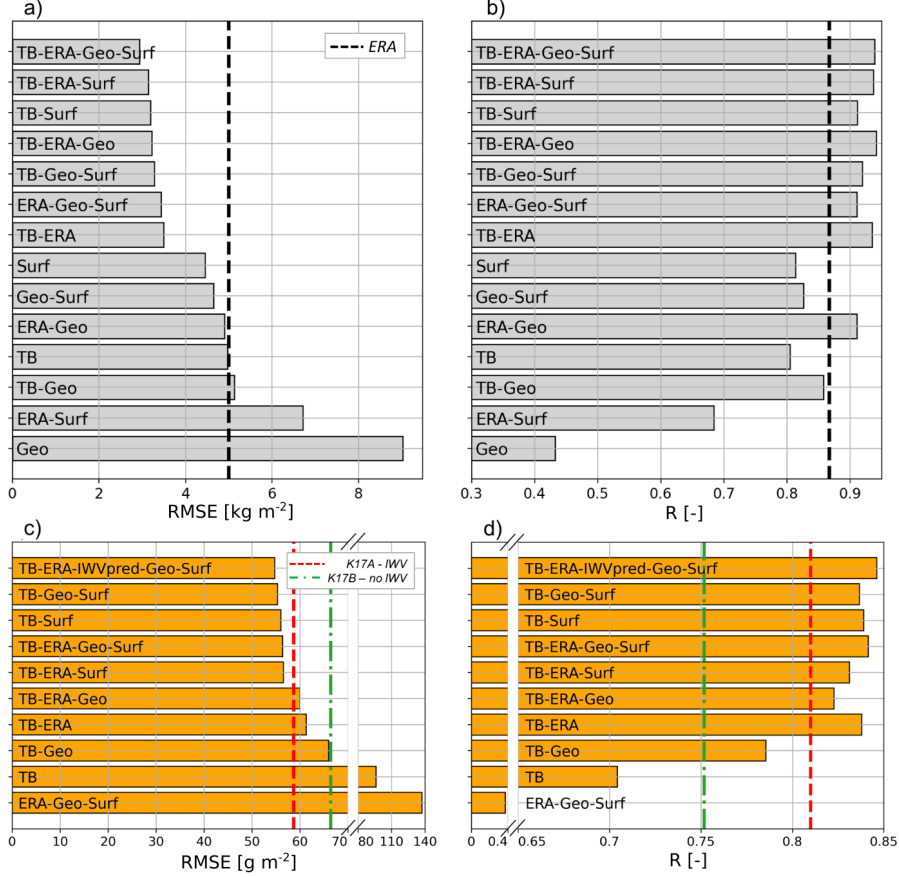 a)
ERA
TB-ERA-Geo-Surf
TB-ERA-Surf
TB-Surf
TB-ERA-Geo
TB-Geo-Surf
ERA-Geo-Surf
TB-ERA
Surf
Geo-Surf
ERA-Geo
TB
TB-Geo
ERA-Surf
Geo
0 2 4 6 8
RMSE [kg m⁻²]
b)
TB-ERA-Geo-Surf
TB-ERA-Surf
TB-Surf
TB-ERA-Geo
TB-Geo-Surf
ERA-Geo-Surf
TB-ERA
Surf
Geo-Surf
ERA-Geo
TB
TB-Geo
ERA-Surf
Geo
0.3 0.4 0.5 0.6 0.7 0.8 0.9
R [-]
c)
K17A - IWV
K17B – no IWV
TB-ERA-IWVpred-Geo-Surf
TB-Geo-Surf
TB-Surf
TB-ERA-Geo-Surf
TB-ERA-Surf
TB-ERA-Geo
TB-ERA
TB-Geo
TB
ERA-Geo-Surf
0 10 20 30 40 50 60 70 80 110 140
RMSE [g m⁻²]
d)
TB-ERA-IWVpred-Geo-Surf
TB-Geo-Surf
TB-Surf
TB-ERA-Geo-Surf
TB-ERA-Surf
TB-ERA-Geo
TB-ERA
TB-Geo
TB
ERA-Geo-Surf
0 0.4 0.65 0.7 0.75 0.8 0.85
R [-]